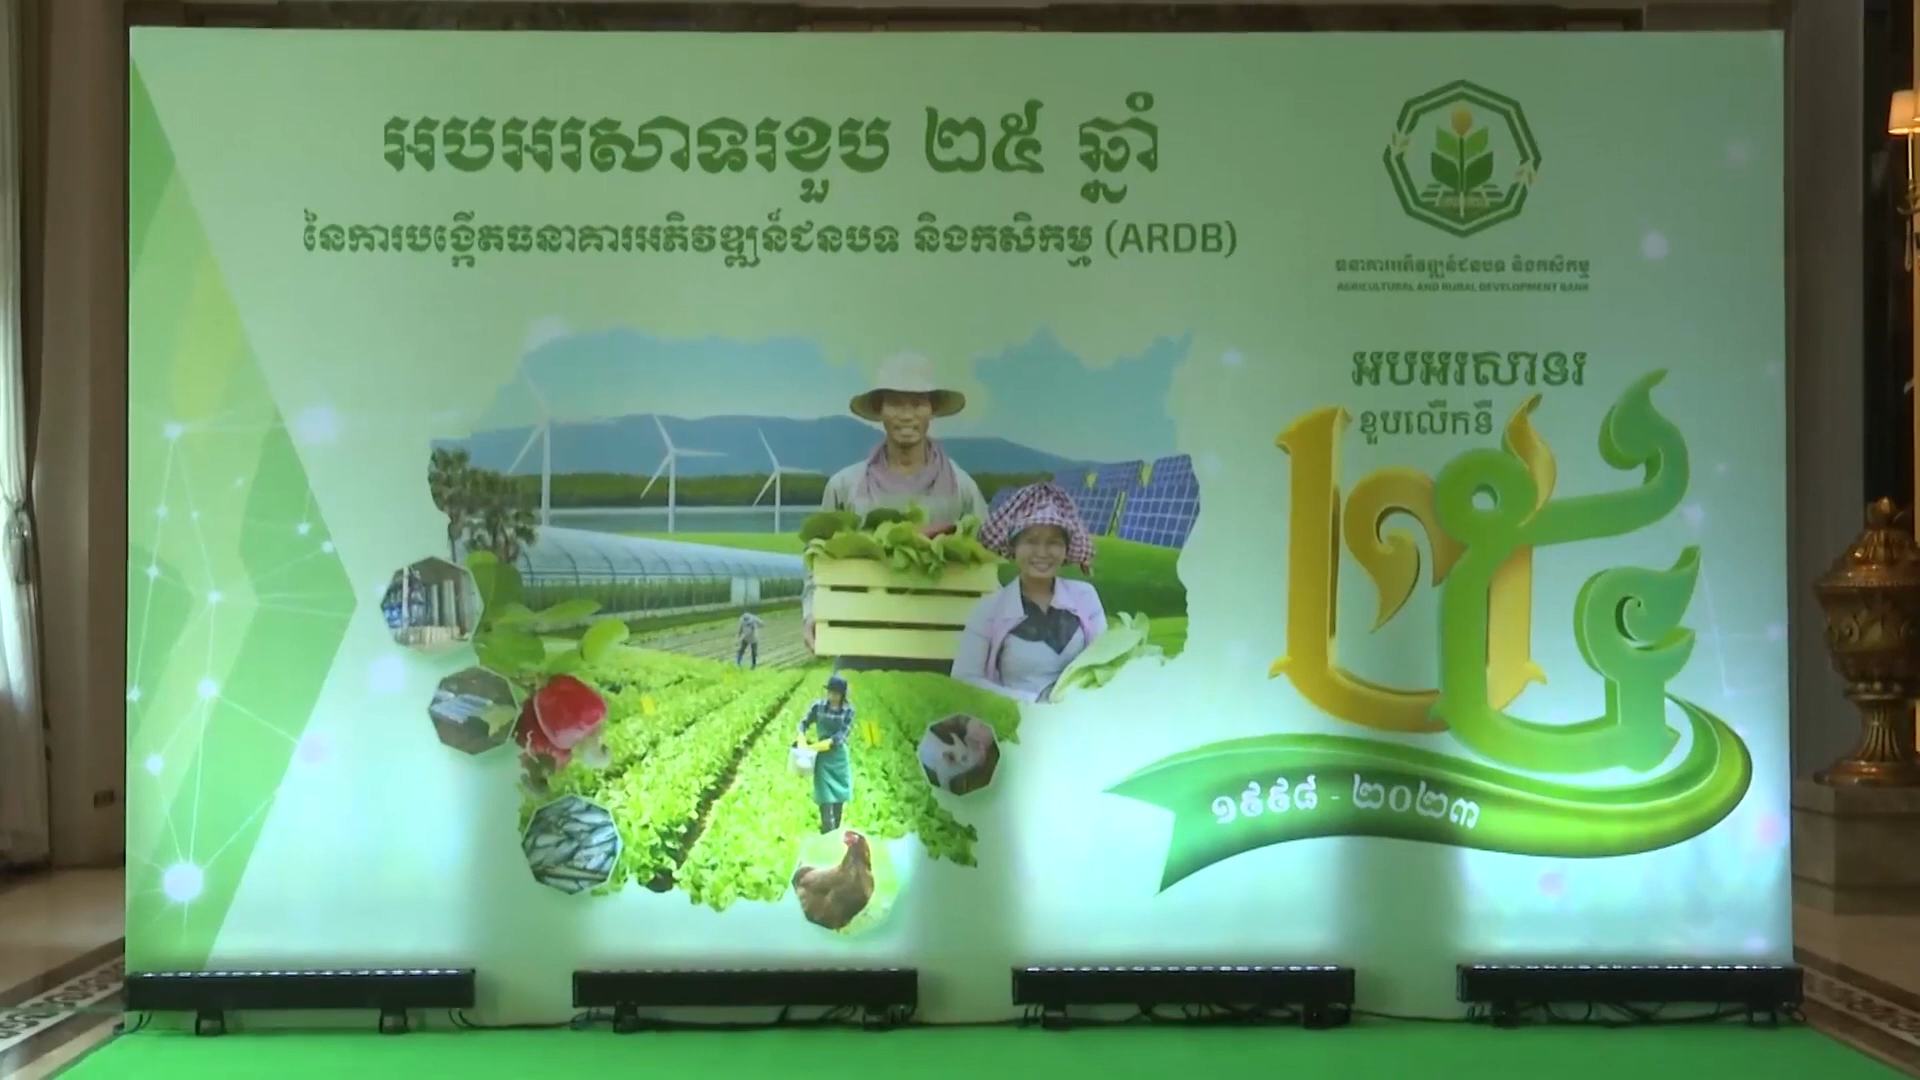 អបអរសាទរខួប ២៥ ឆ្នាំ
នៃការបង្កើតធនាគារអភិវឌ្ឍន៍ជនបទ និងកសិកម្ម (ARDB)
ធនាគារអភិវឌ្ឍន៍ជនបទ និងកសិកម្ម
AGRICULTURAL AND RURAL DEVELOPMENT BANK
អបអរសាទរ
ខួបលើកទី
២៥
១៩៩៨ - ២០២៣